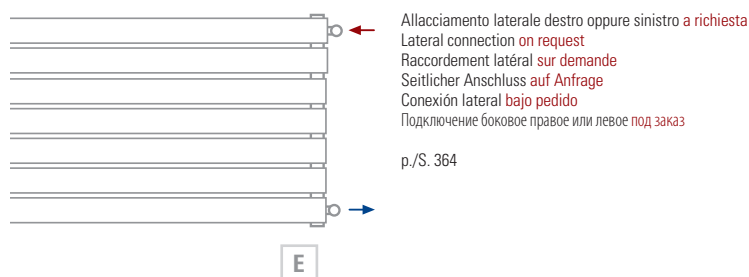 Allacciamento laterale destro oppure sinistro a richiesta
Lateral connection on request
Raccordement latéral sur demande
Seitlicher Anschluss auf Anfrage
Conexión lateral bajo pedido
Подключение боковое правое или левое под заказ
p./S. 364
E